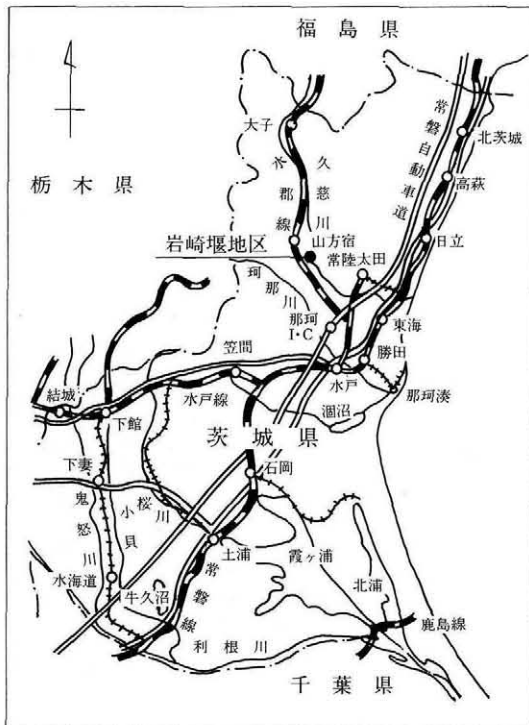 福島県
大子
北茨城
常磐自動車道
水郡線
久慈川
高萩
栃木県
岩崎堰地区
山方宿
常陸太田
日立
珂那川
那珂
I・C
東海
勝田
笠間
結城
水戸線
水戸
那珂湊
下館
涸沼
茨城県
下妻
石岡
鬼怒川
小貝
桜川
土浦
霞ヶ浦
北浦
水海道
牛久沼
常磐線
利根川
鹿島線
千葉県